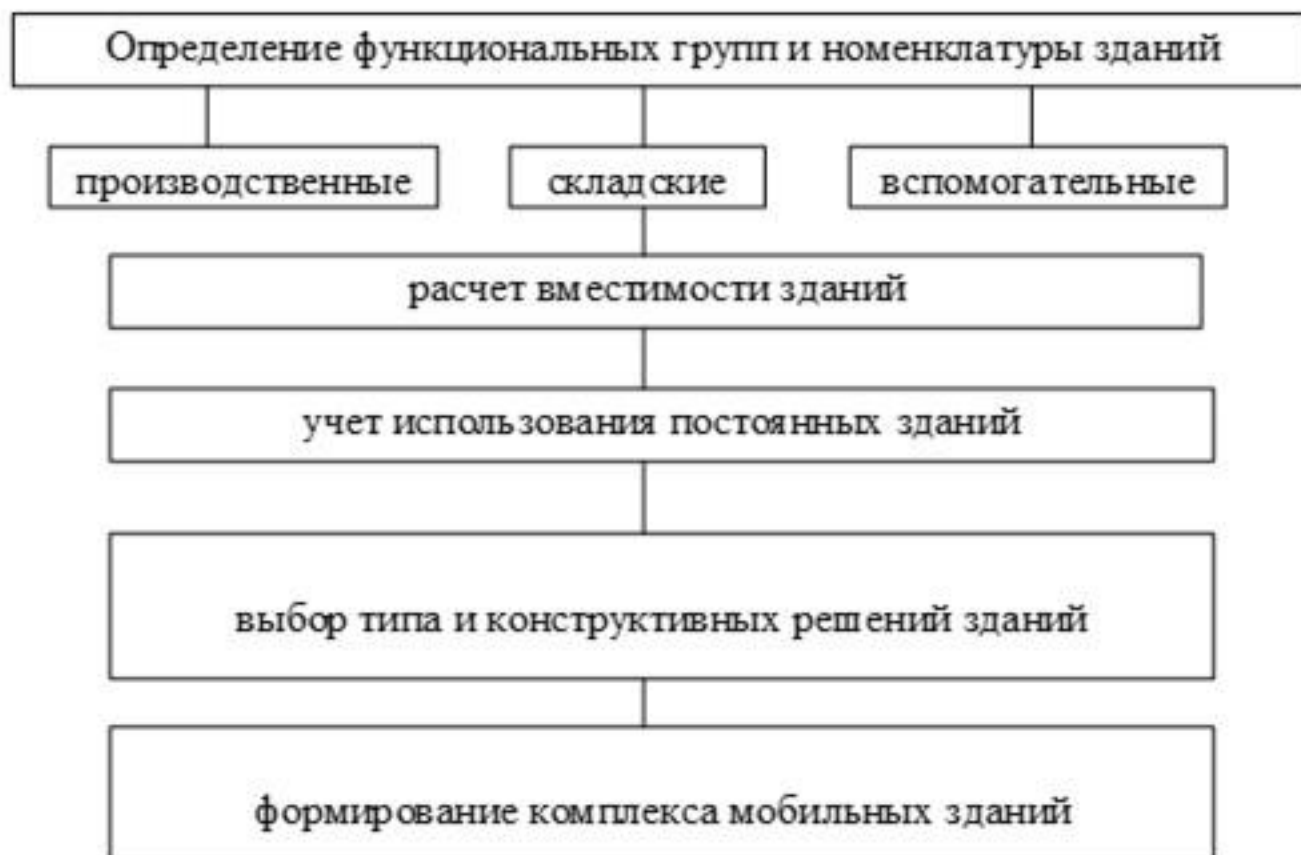 Определение функциональных групп и номенклатуры зданий
производственные
складские
вспомогательные
расчет вместимости зданий
учет использования постоянных зданий
выбор типа и конструктивных решений зданий
формирование комплекса мобильных зданий